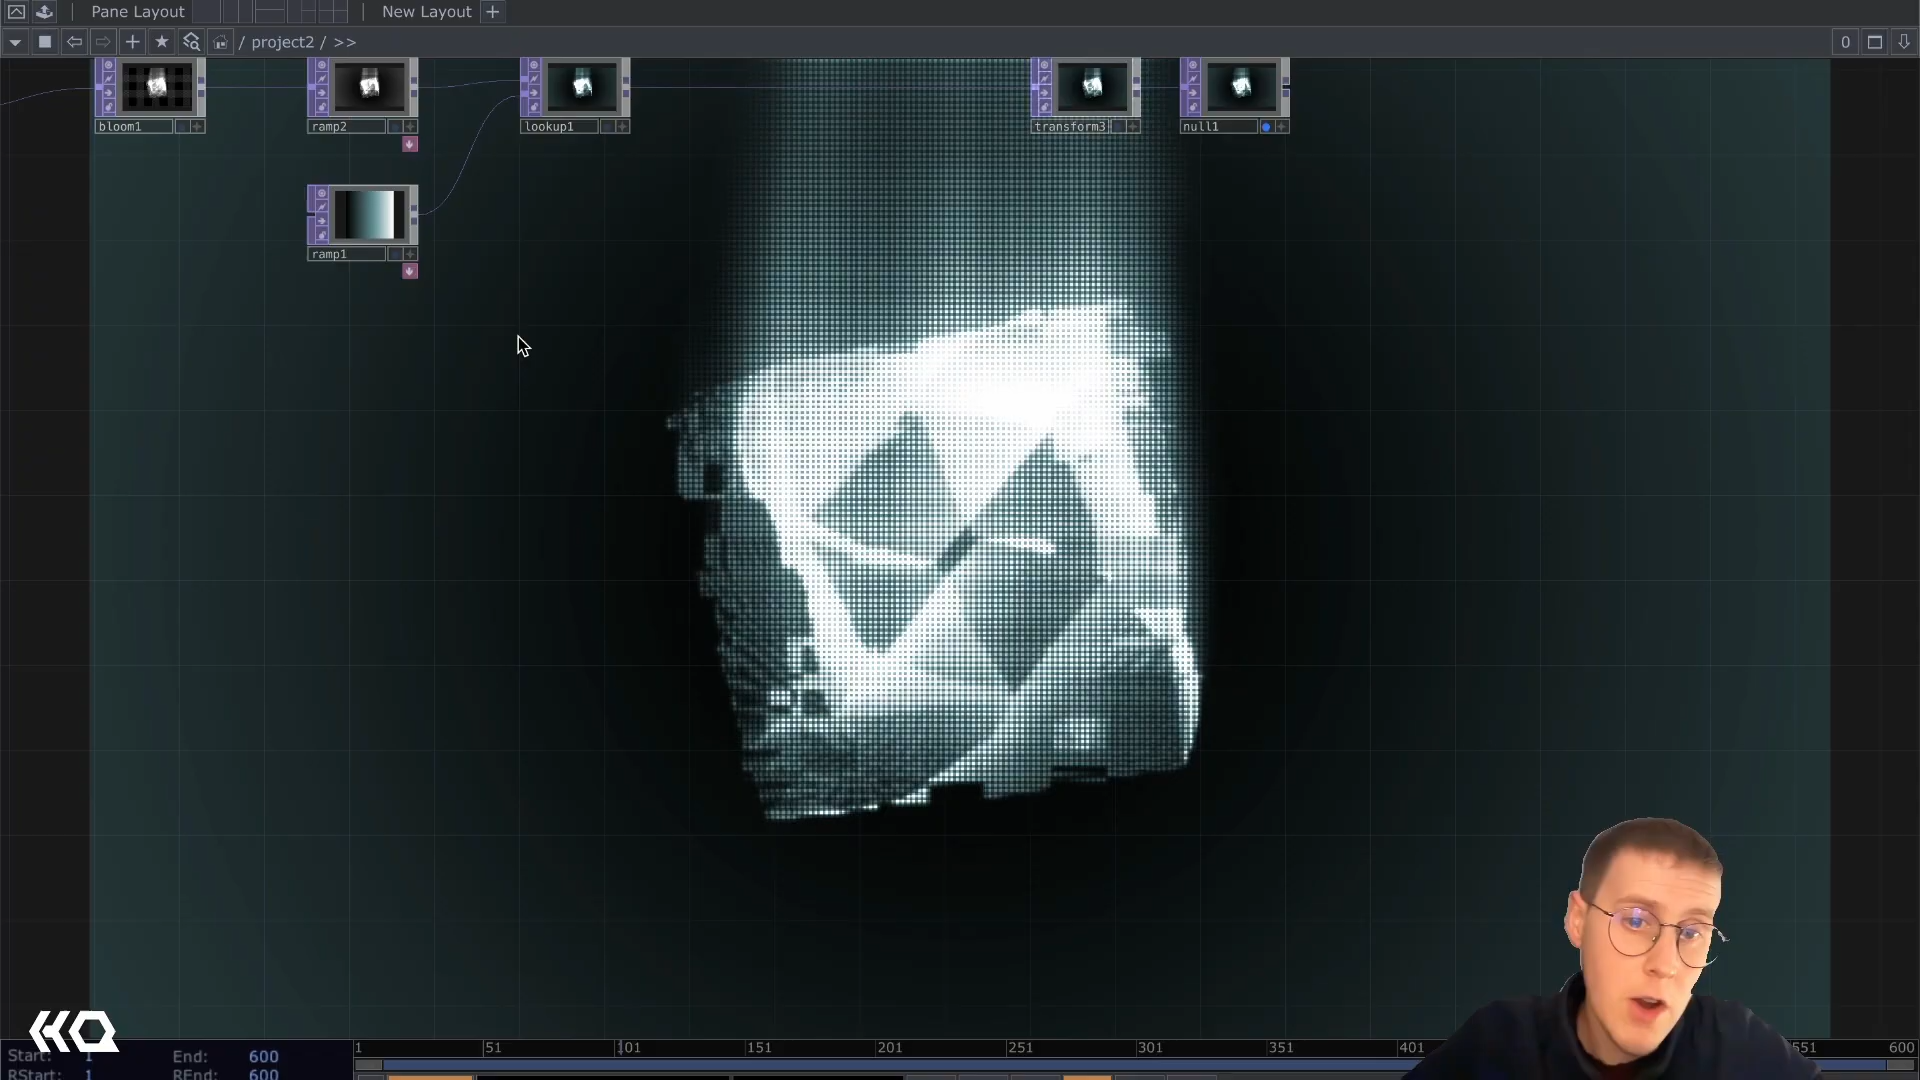 Pane Layout
New Layout
/ project2 / >>
0
bloom1
ramp2
lookup1
transform3
null1
ramp1
HQ
1 51 101 151 201 251 301 351 401 551 600
Start: 1 End: 600
RStart: 1 REnd: 600